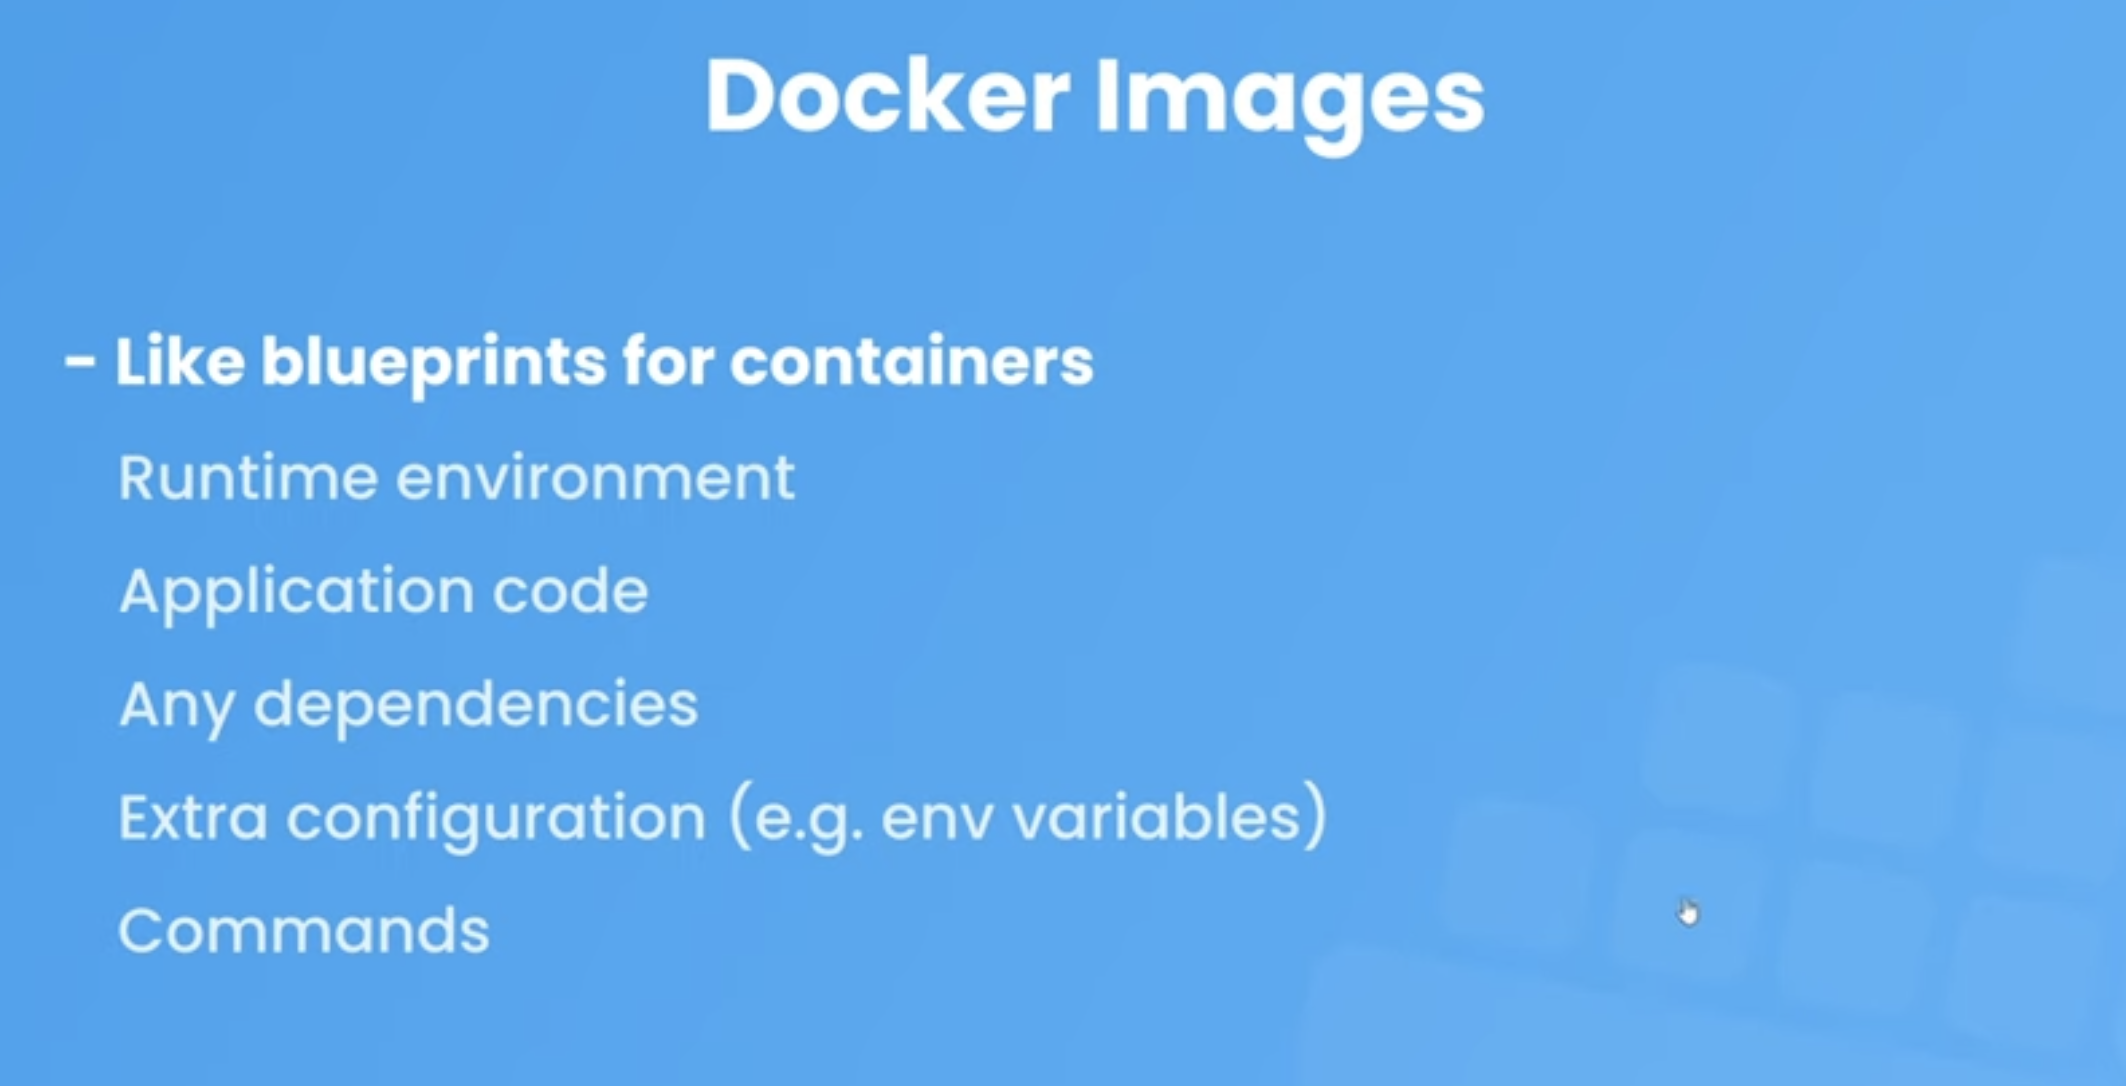 Docker Images
- Like blueprints for containers
Runtime environment
Application code
Any dependencies
Extra configuration (e.g. env variables)
Commands